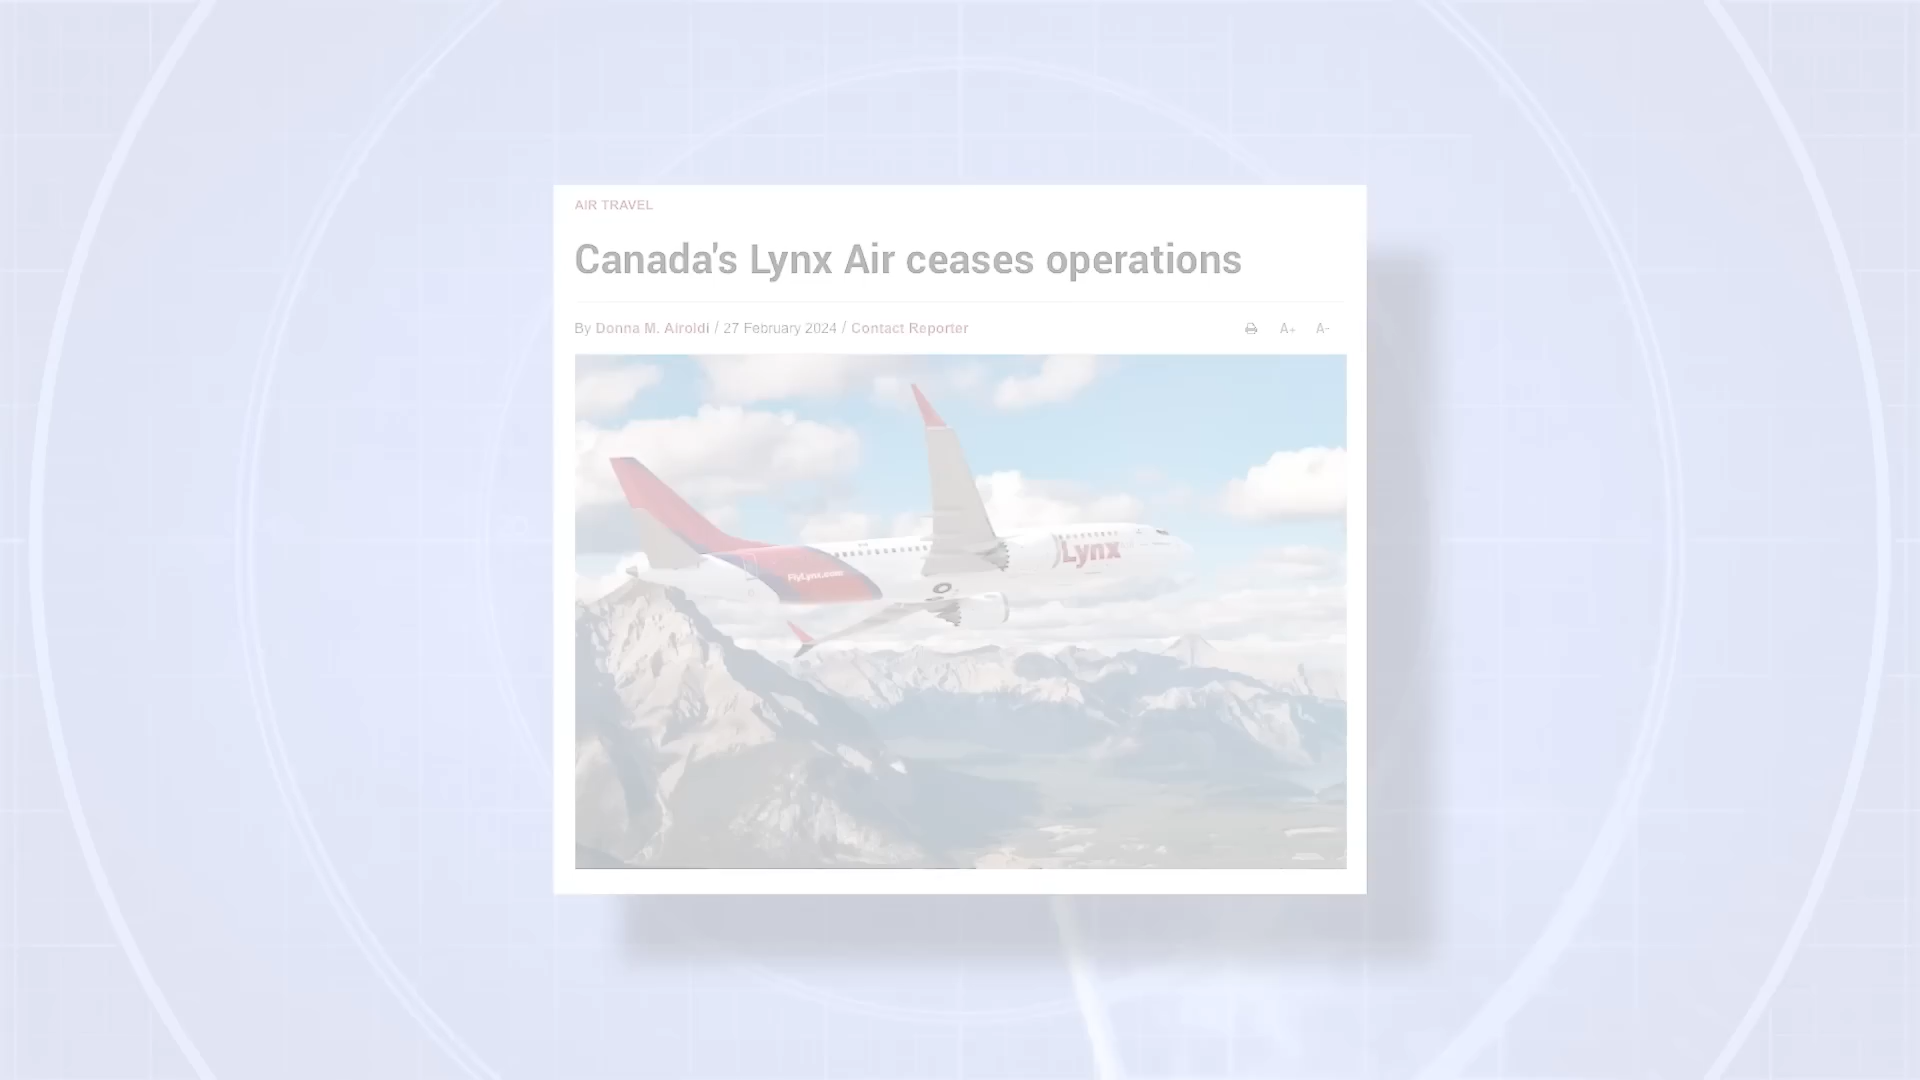 AIR TRAVEL
Canada's Lynx Air ceases operations
By Donna M. Airoldi / 27 February 2024 / Contact Reporter
A+ A-
Lynx
FlyLynx.com